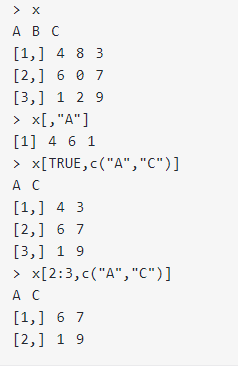 > x
A B C
[1,] 4 8 3
[2,] 6 0 7
[3,] 1 2 9
> x[,"A"]
[1] 4 6 1
> x[TRUE,c("A","C")]
A C
[1,] 4 3
[2,] 6 7
[3,] 1 9
> x[2:3,c("A","C")]
A C
[1,] 6 7
[2,] 1 9